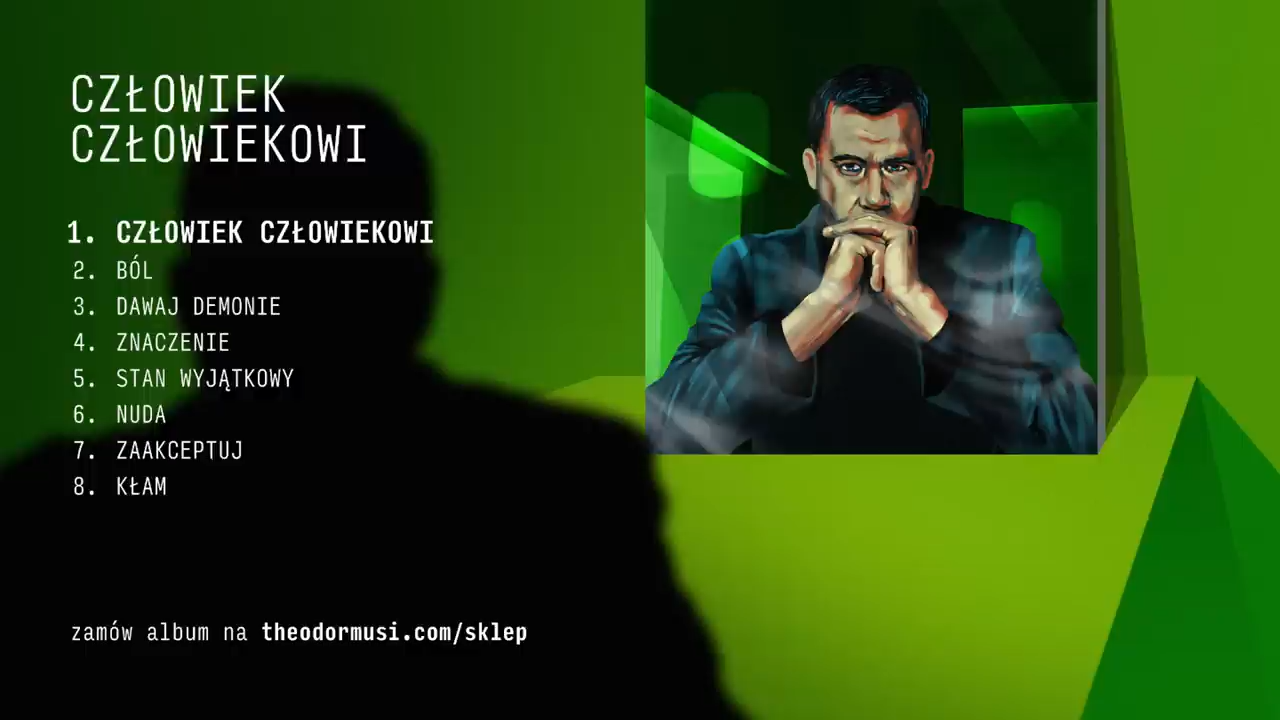 CZŁOWIEK
CZŁOWIEKOWI
1. CZŁOWIEK CZŁOWIEKOWI
2. BÓL
3. DAWAJ DEMONIE
4. ZNACZENIE
5. STAN WYJĄTKOWY
6. NUDA
7. ZAAKCEPTUJ
8. KŁAM
zamów album na theodormusi.com/sklep